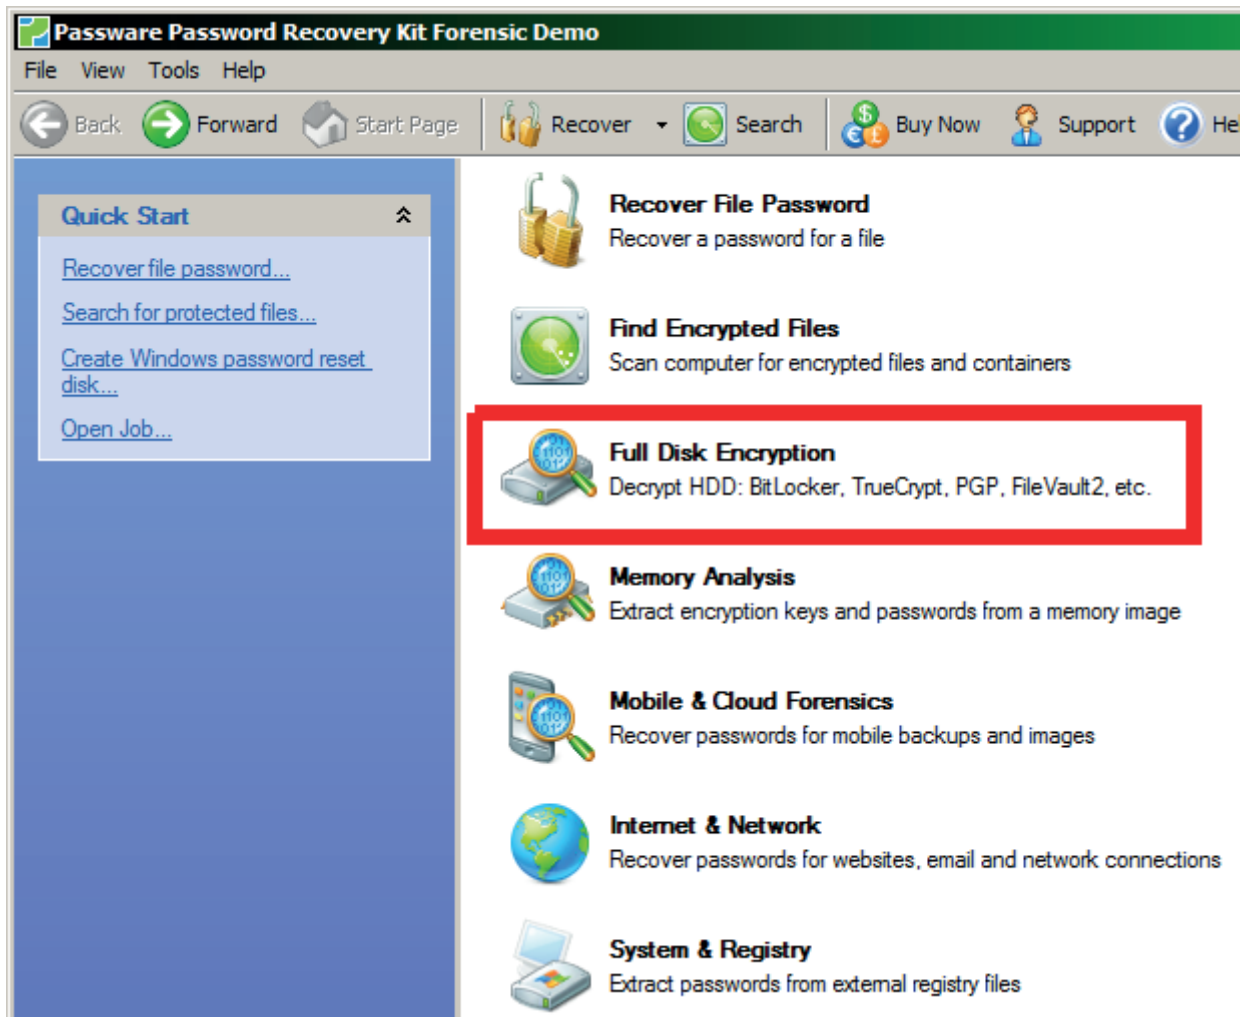 Passware Password Recovery Kit Forensic Demo
File View Tools Help
Back Forward Start Page Recover Search Buy Now Support Hel
Quick Start
Recover file password...
Search for protected files...
Create Windows password reset
disk...
Open Job...
Recover File Password
Recover a password for a file
Find Encrypted Files
Scan computer for encrypted files and containers
Full Disk Encryption
Decrypt HDD: BitLocker, TrueCrypt, PGP, FileVault2, etc.
Memory Analysis
Extract encryption keys and passwords from a memory image
Mobile & Cloud Forensics
Recover passwords for mobile backups and images
Internet & Network
Recover passwords for websites, email and network connections
System & Registry
Extract passwords from external registry files